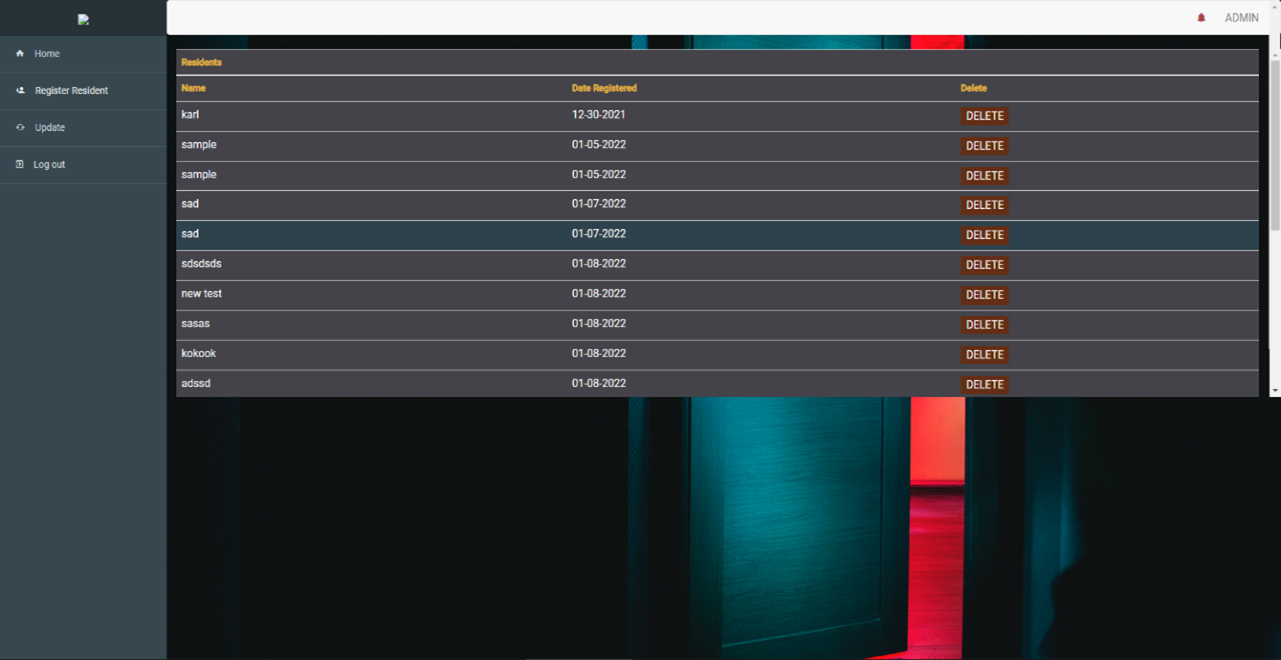 ADMIN
Home
Register Resident
Update
Log out
Residents
Name Date Registered Delete
karl 12-30-2021 DELETE
sample 01-05-2022 DELETE
sample 01-05-2022 DELETE
sad 01-07-2022 DELETE
sad 01-07-2022 DELETE
sdsdsds 01-08-2022 DELETE
new test 01-08-2022 DELETE
sasas 01-08-2022 DELETE
kokook 01-08-2022 DELETE
adssd 01-08-2022 DELETE